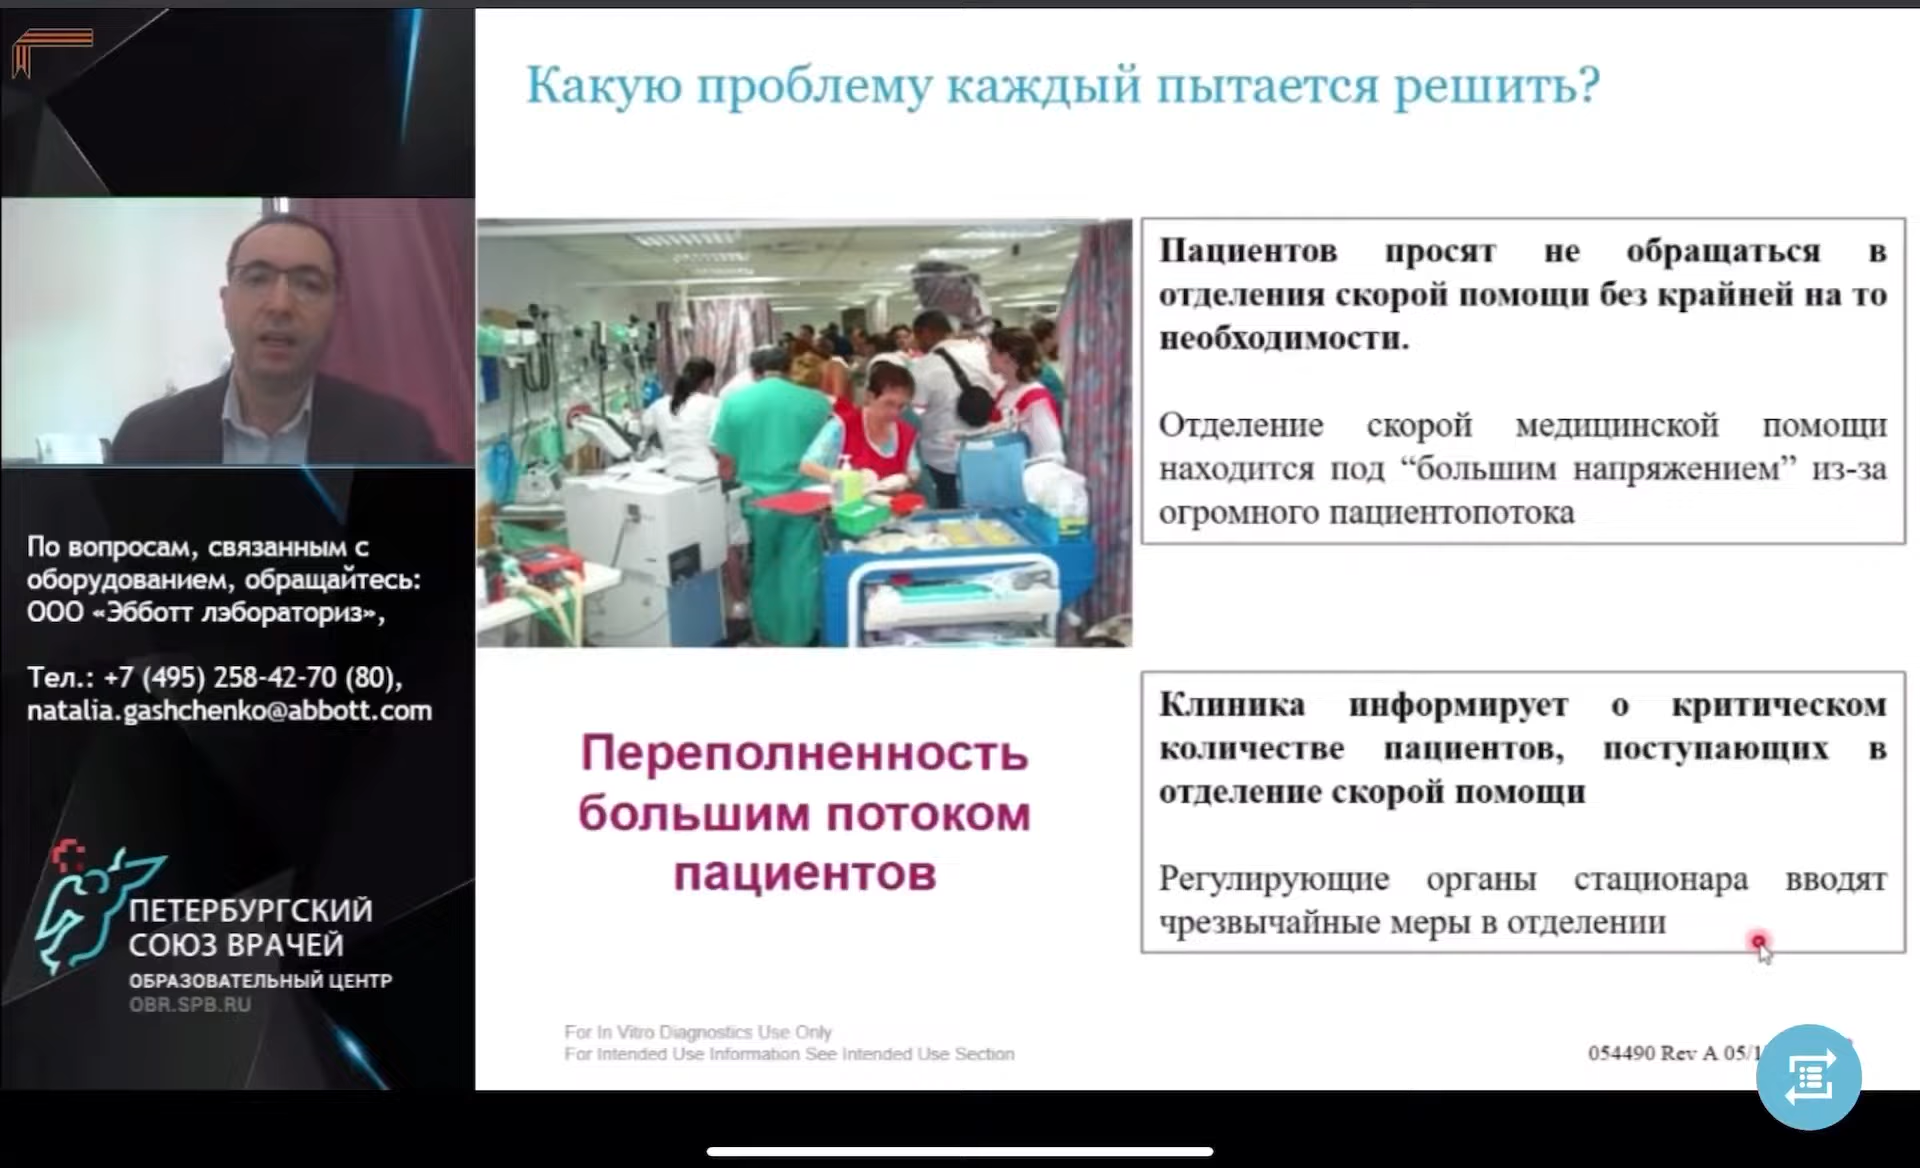 Какую проблему каждый пытается решить?
Пациентов просят не обращаться в
отделения скорой помощи без крайней на то
необходимости.
Отделение скорой медицинской помощи
находится под “большим напряжением” из-за
огромного пациентопотока
По вопросам, связанным с
оборудованием, обращайтесь:
ООО «Эбботт лэбораториз»,
Тел.: +7 (495) 258-42-70 (80),
natalia.gashchenko@abbott.com
Переполненность
большим потоком
пациентов
Клиника информирует о критическом
количестве пациентов, поступающих в
отделение скорой помощи
Регулирующие органы стационара вводят
чрезвычайные меры в отделении
ПЕТЕРБУРГСКИЙ
СОЮЗ ВРАЧЕЙ
ОБРАЗОВАТЕЛЬНЫЙ ЦЕНТР
OBR.SPB.RU
For In Vitro Diagnostics Use Only
For Intended Use Information See Intended Use Section
054490 Rev A